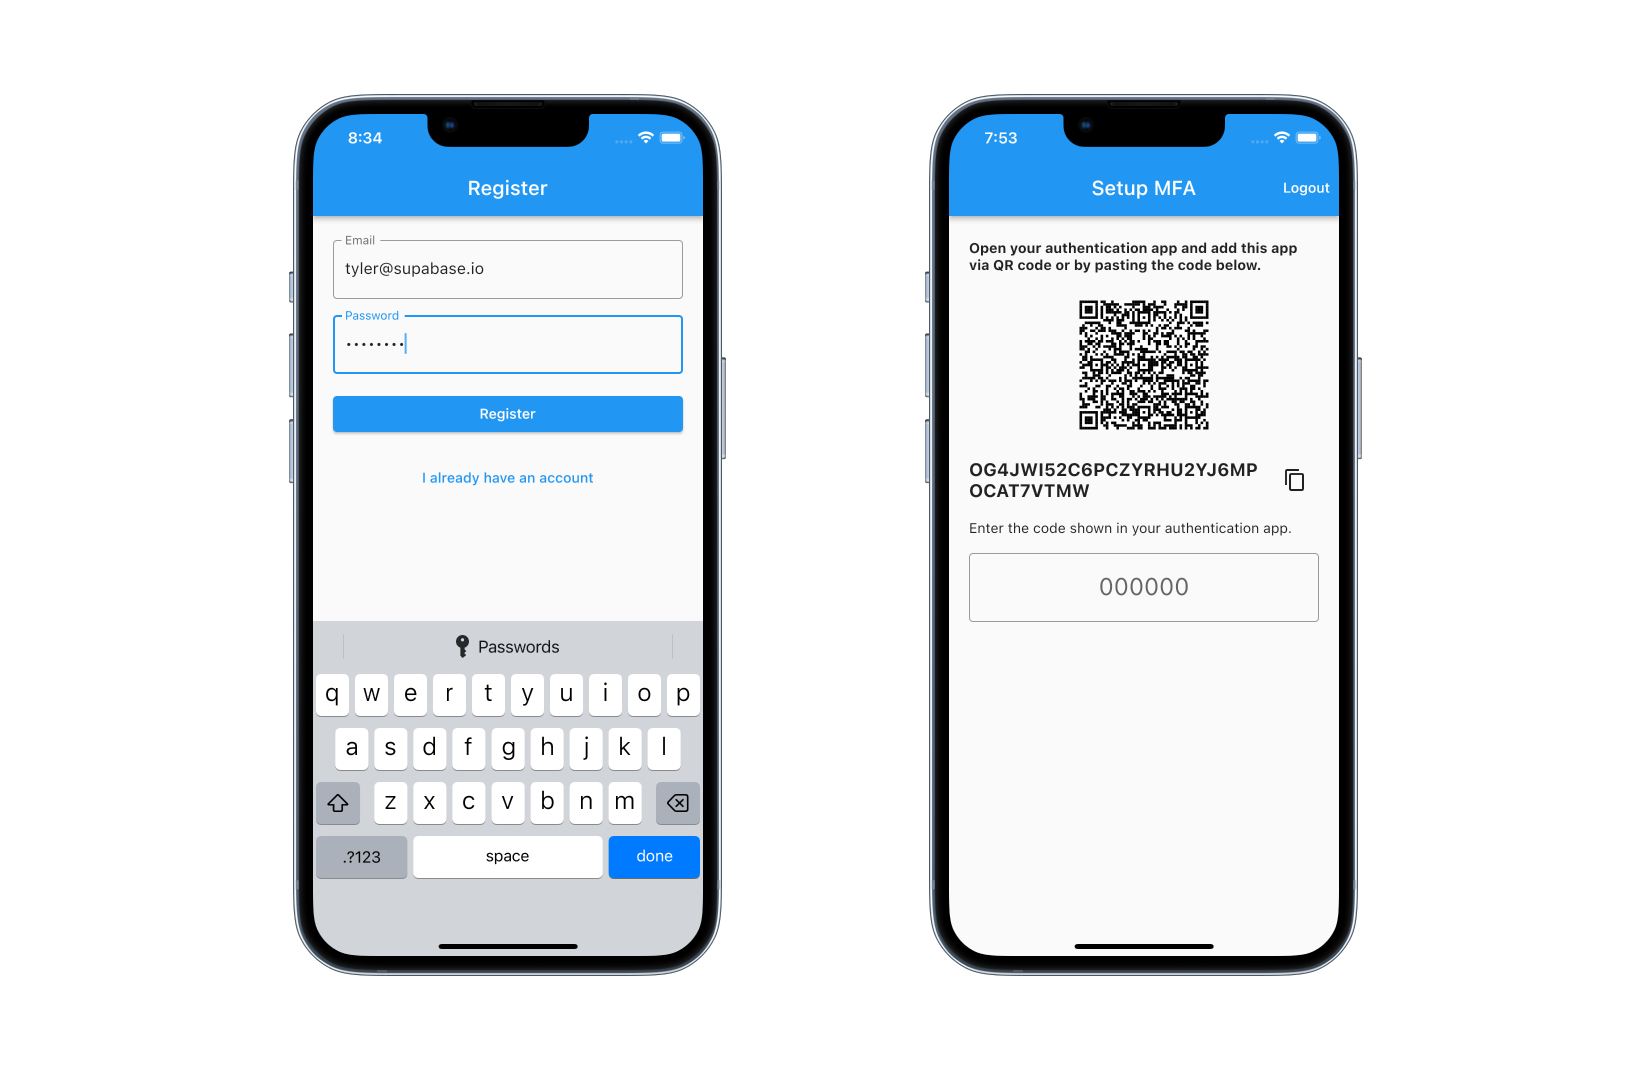 8:34
Register
Email
tyler@supabase.io
Password
••••••••
Register
I already have an account
Passwords
q w e r t y u i o p
a s d f g h j k l
z x c v b n m
.?123 space done
7:53
Setup MFA Logout
Open your authentication app and add this app
via QR code or by pasting the code below.
OG4JWI52C6PCZYRHU2YJ6MP
OCAT7VTMW
Enter the code shown in your authentication app.
000000